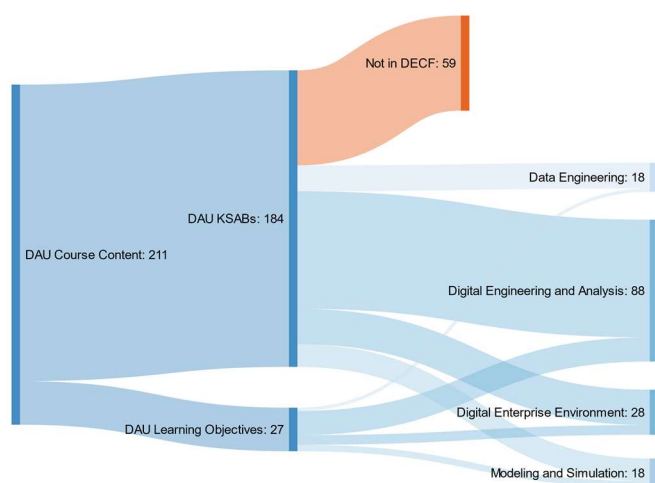 Not in DECF: 59
Data Engineering: 18
DAU KSABs: 184
DAU Course Content: 211
Digital Engineering and Analysis: 88
Digital Enterprise Environment: 28
DAU Learning Objectives: 27
Modeling and Simulation: 18